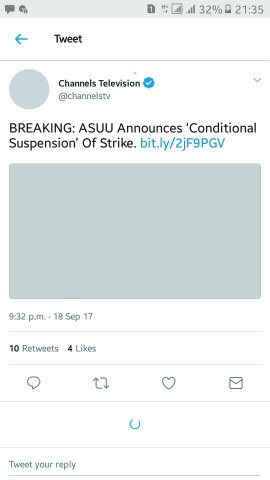 32% 21:35
Tweet
Channels Television
@channelstv
BREAKING: ASUU Announces ‘Conditional
Suspension’ Of Strike. bit.ly/2jF9PGV
9:32 p.m. · 18 Sep 17
10 Retweets 4 Likes
Tweet your reply